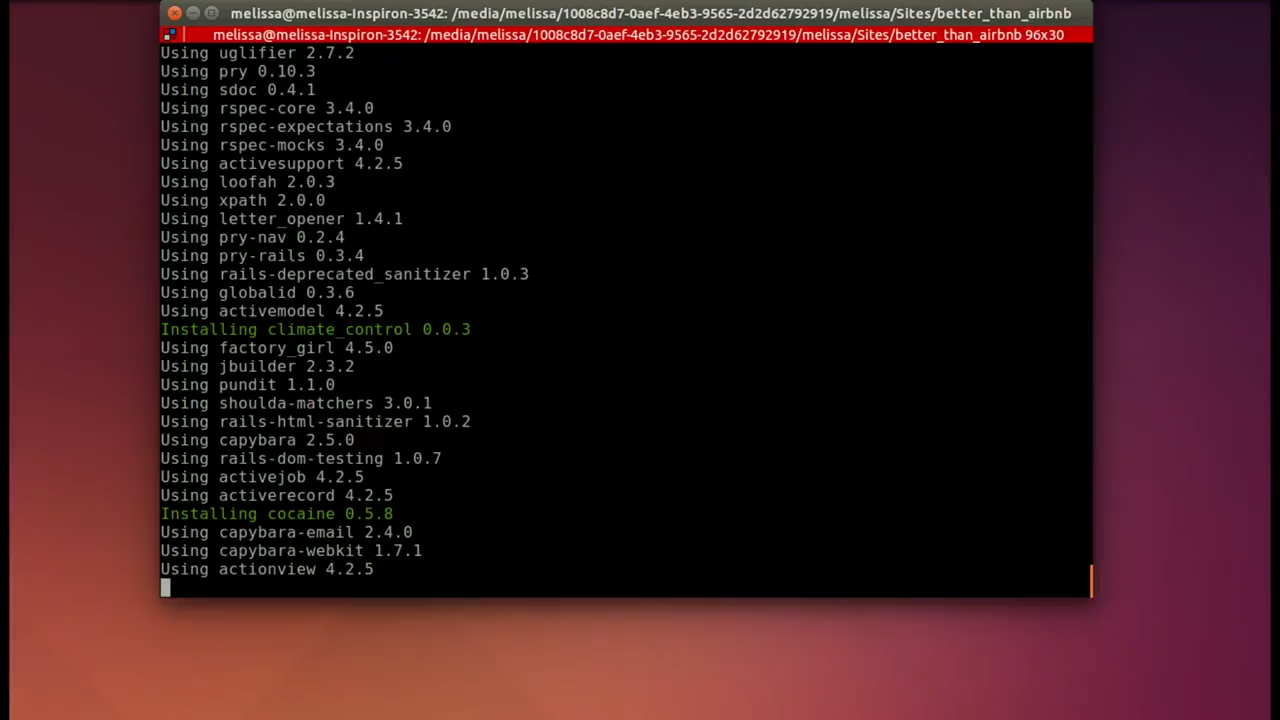 melissa@melissa-Inspiron-3542: /media/melissa/1008c8d7-0aef-4eb3-9565-2d2d62792919/melissa/Sites/better_than_airbnb
melissa@melissa-Inspiron-3542: /media/melissa/1008c8d7-0aef-4eb3-9565-2d2d62792919/melissa/Sites/better_than_airbnb 96x30
Using uglifier 2.7.2
Using pry 0.10.3
Using sdoc 0.4.1
Using rspec-core 3.4.0
Using rspec-expectations 3.4.0
Using rspec-mocks 3.4.0
Using activesupport 4.2.5
Using loofah 2.0.3
Using xpath 2.0.0
Using letter_opener 1.4.1
Using pry-nav 0.2.4
Using pry-rails 0.3.4
Using rails-deprecated_sanitizer 1.0.3
Using globalid 0.3.6
Using activemodel 4.2.5
Installing climate_control 0.0.3
Using factory_girl 4.5.0
Using jbuilder 2.3.2
Using pundit 1.1.0
Using shoulda-matchers 3.0.1
Using rails-html-sanitizer 1.0.2
Using capybara 2.5.0
Using rails-dom-testing 1.0.7
Using activejob 4.2.5
Using activerecord 4.2.5
Installing cocaine 0.5.8
Using capybara-email 2.4.0
Using capybara-webkit 1.7.1
Using actionview 4.2.5